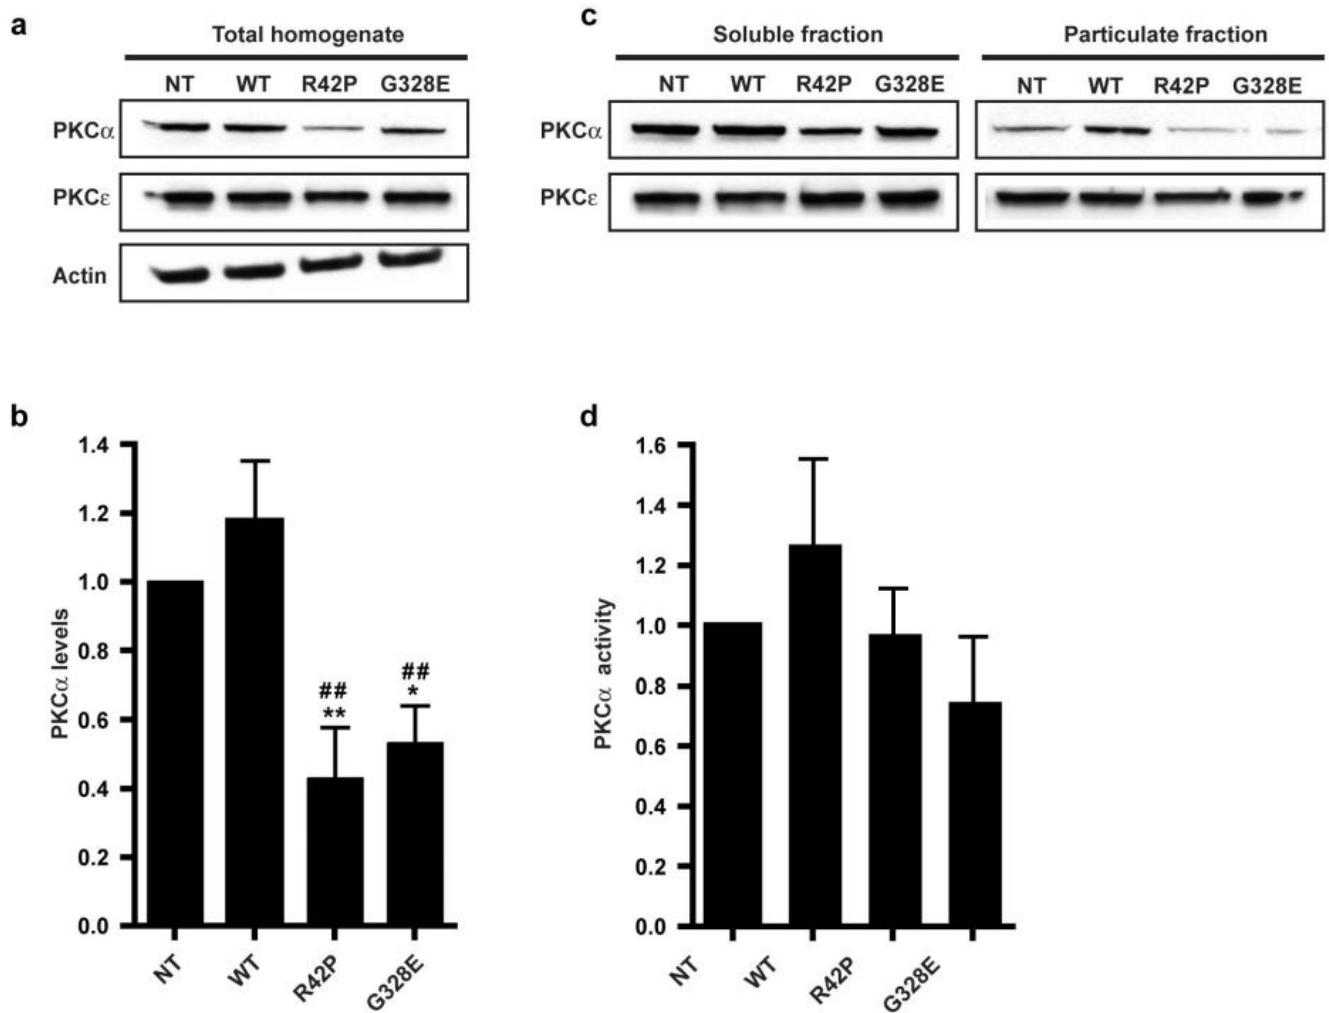 a
Total homogenate
NT WT R42P G328E
PKCα
PKCε
Actin
c
Soluble fraction Particulate fraction
NT WT R42P G328E NT WT R42P G328E
PKCα
PKCε
b
PKCα levels
1.4
1.2
1.0
0.8
0.6
0.4
0.2
0.0
##
**
##
*
NT WT R42P G328E
d
PKCα activity
1.6
1.4
1.2
1.0
0.8
0.6
0.4
0.2
0.0
NT WT R42P G328E